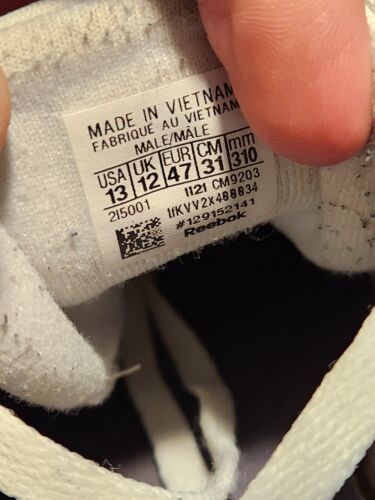 MADE IN VIETNAM
FABRIQUE AU VIETNAM
MALE/MÂLE
USA UK EUR CM mm
13 12 47 31 310
215001 1121 CM9203
#129152141
Reebok